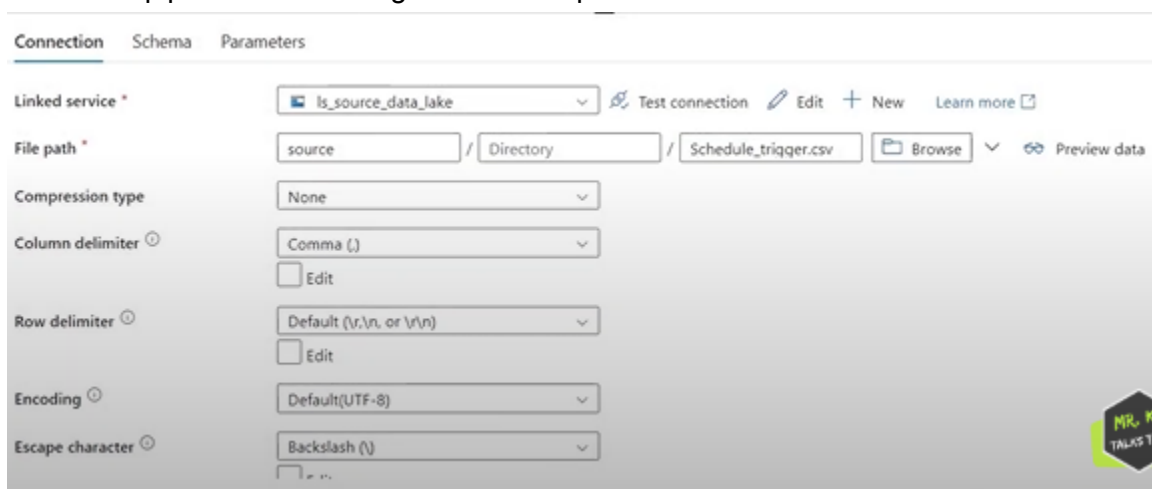 Connection Schema Parameters
Linked service * ls_source_data_lake Test connection Edit + New Learn more
File path * source / Directory / Schedule_trigger.csv Browse Preview data
Compression type None
Column delimiter Comma (,)
Edit
Row delimiter Default (\r,\n, or \r\n)
Edit
Encoding Default(UTF-8)
Escape character Backslash (\)
MR.
TALKS